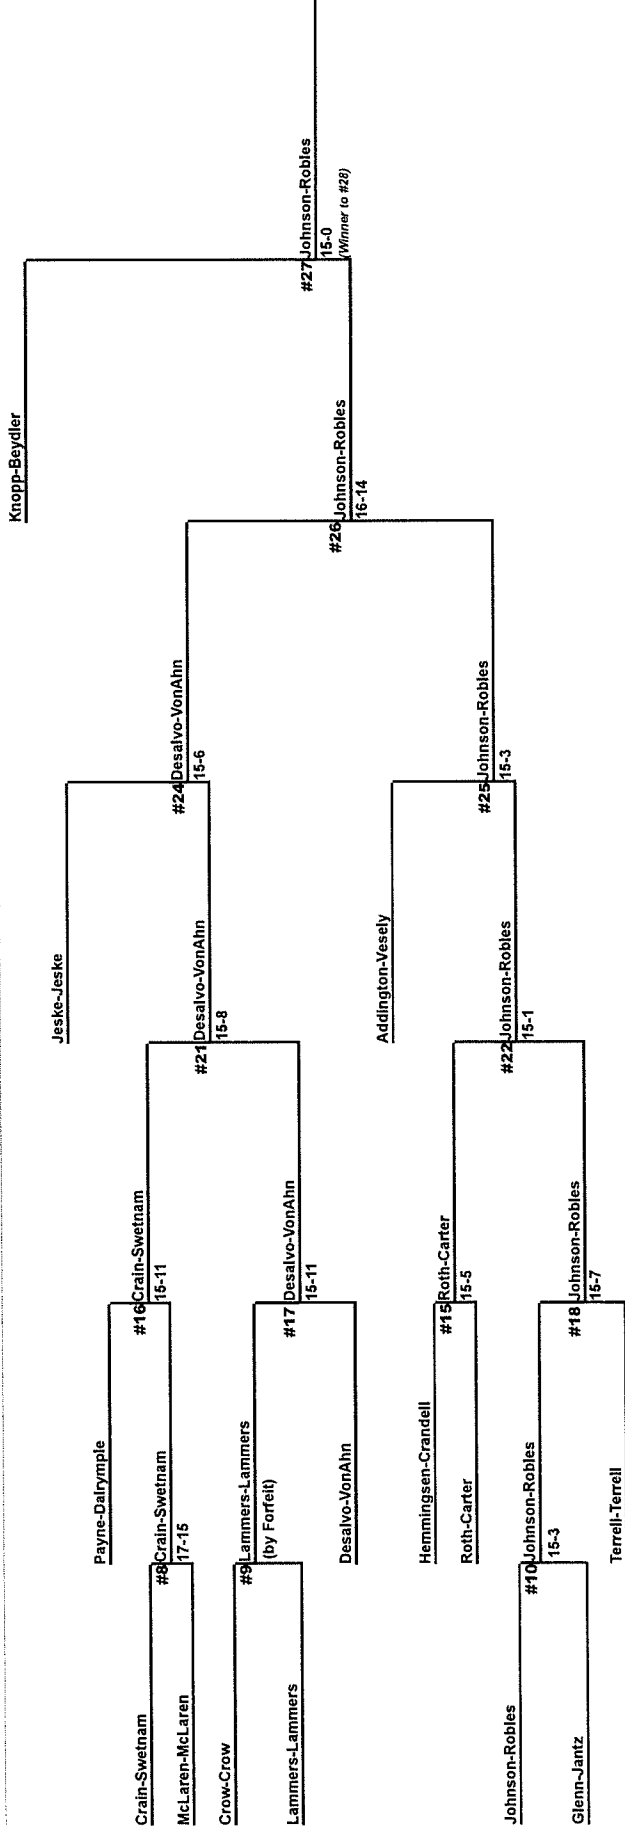 Crain-Swetnam
McLaren-McLaren
Crow-Crow
Lammers-Lammers
Johnson-Robles
Glenn-Jantz
Payne-Dalrymple
#8 Crain-Swetnam
17-15
#9 Lammers-Lammers
(by Forfeit)
Desalvo-VonAhn
Hemmingsen-Crandell
Roth-Carter
#10 Johnson-Robles
15-3
Terrell-Terrell
#16 Crain-Swetnam
15-11
#17 Desalvo-VonAhn
15-11
#15 Roth-Carter
15-5
#18 Johnson-Robles
15-7
Jeske-Jeske
#21 Desalvo-VonAhn
15-8
Addington-Vesely
#22 Johnson-Robles
15-1
#24 Desalvo-VonAhn
15-6
#25 Johnson-Robles
15-3
Knopp-Beydler
#26 Johnson-Robles
16-14
#27 Johnson-Robles
15-0
(Winner to #28)